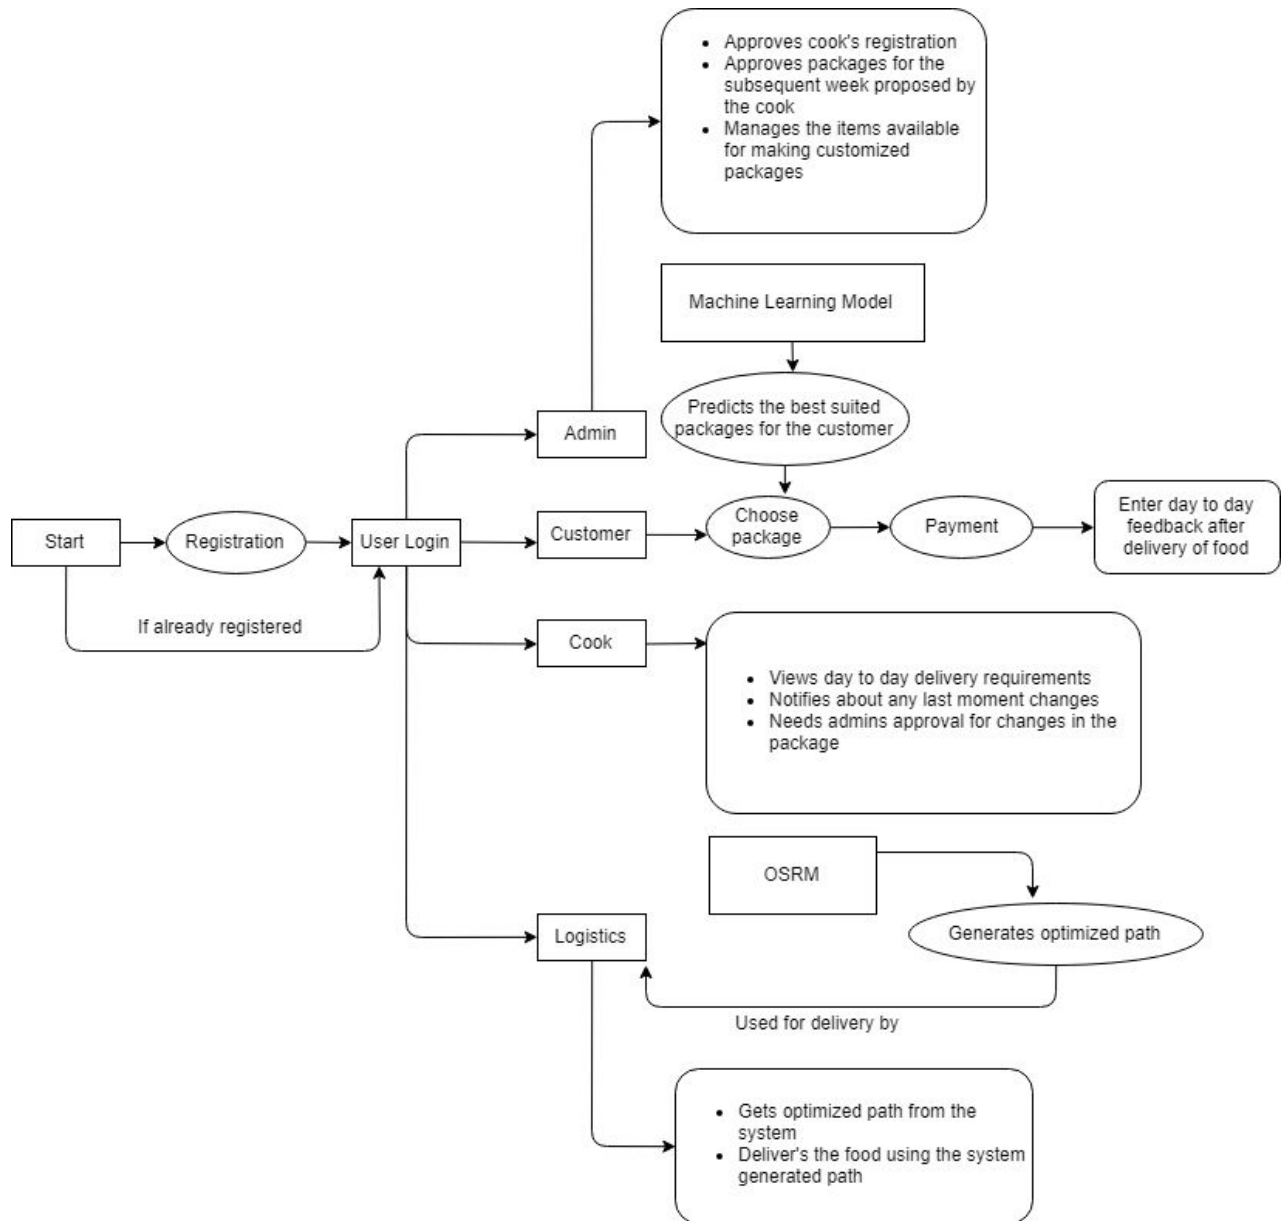 Approves cook's registration
Approves packages for the
subsequent week proposed by
the cook
Manages the items available
for making customized
packages
Machine Learning Model
Predicts the best suited
packages for the customer
Admin
Start
Registration
User Login
Customer
Choose
package
Payment
Enter day to day
feedback after
delivery of food
If already registered
Cook
Views day to day delivery requirements
Notifies about any last moment changes
Needs admins approval for changes in the
package
OSRM
Logistics
Generates optimized path
Used for delivery by
Gets optimized path from the
system
Deliver's the food using the system
generated path